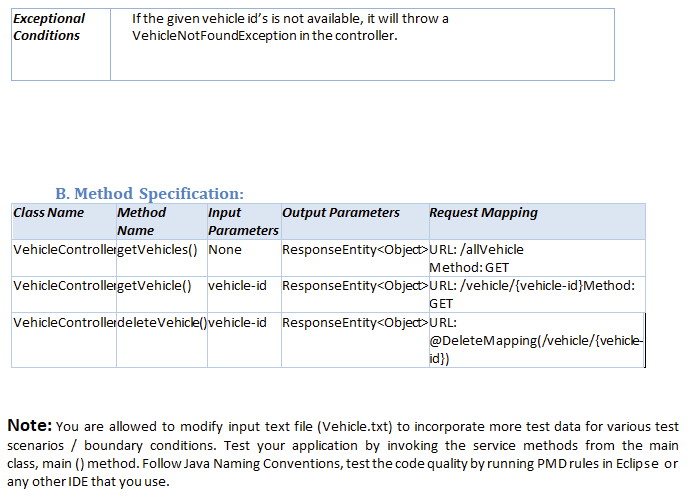 Exceptional Conditions
If the given vehicle id's is not available, it will throw a
VehicleNotFoundException in the controller.
B. Method Specification:
Class Name Method Name Input Parameters Output Parameters Request Mapping
VehicleController getVehicles() None ResponseEntity<Object> URL: /allVehicle
Method: GET
VehicleController getVehicle() vehicle-id ResponseEntity<Object> URL: /vehicle/{vehicle-id}Method:
GET
VehicleController deleteVehicle() vehicle-id ResponseEntity<Object> URL:
@DeleteMapping(/vehicle/{vehicle-
id})
Note: You are allowed to modify input text file (Vehicle.txt) to incorporate more test data for various test
scenarios / boundary conditions. Test your application by invoking the service methods from the main
class, main () method. Follow Java Naming Conventions, test the code quality by running PMD rules in Eclipse or
any other IDE that you use.